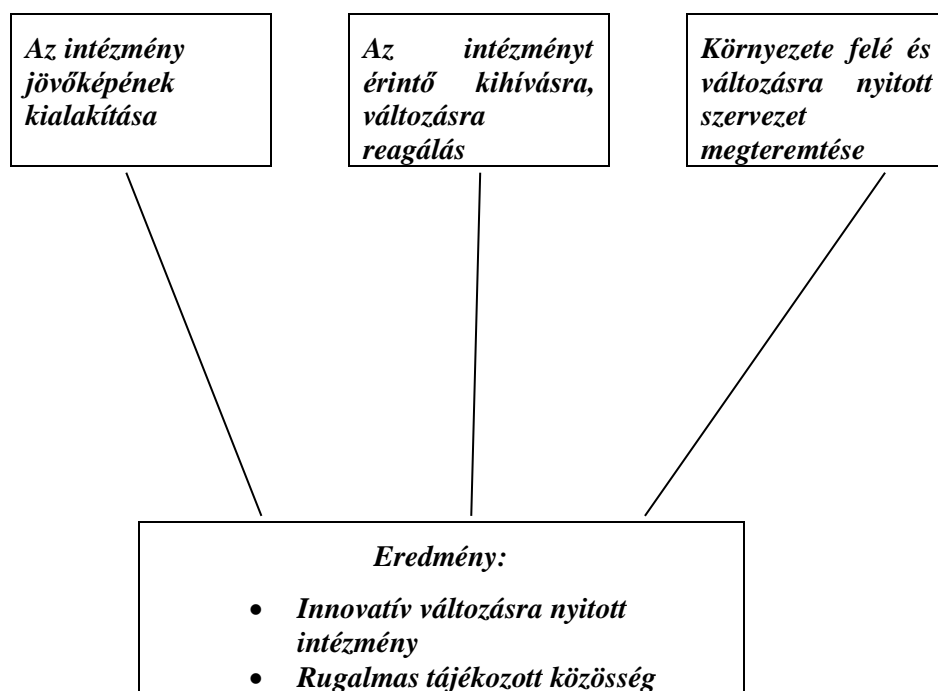 Az intézmény
jövőképének
kialakítása
Az intézményt
érintő kihívásra,
változásra
reagálás
Környezete felé és
változásra nyitott
szervezet
megteremtése
Eredmény:
• Innovatív változásra nyitott
intézmény
• Rugalmas tájékozott közösség